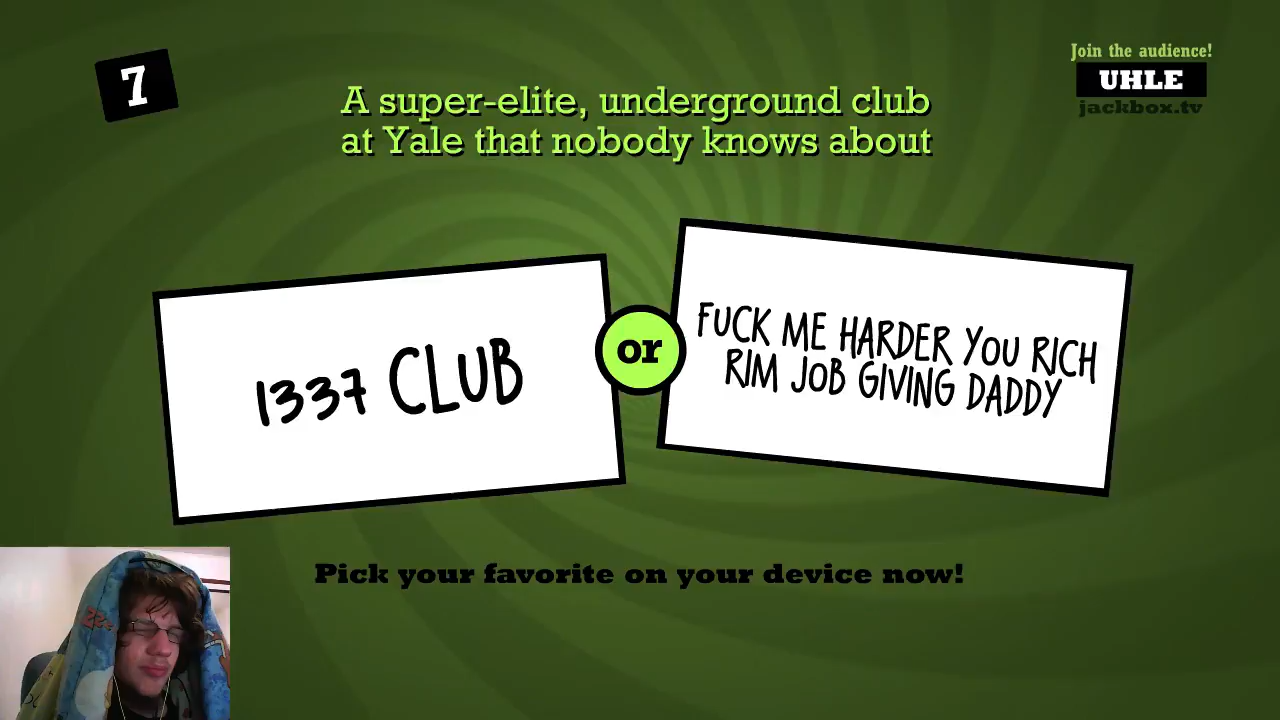 7
Join the audience!
UHLE
jackbox.tv
A super-elite, underground club
at Yale that nobody knows about
1337 CLUB
or
FUCK ME HARDER YOU RICH
RIM JOB GIVING DADDY
Pick your favorite on your device now!